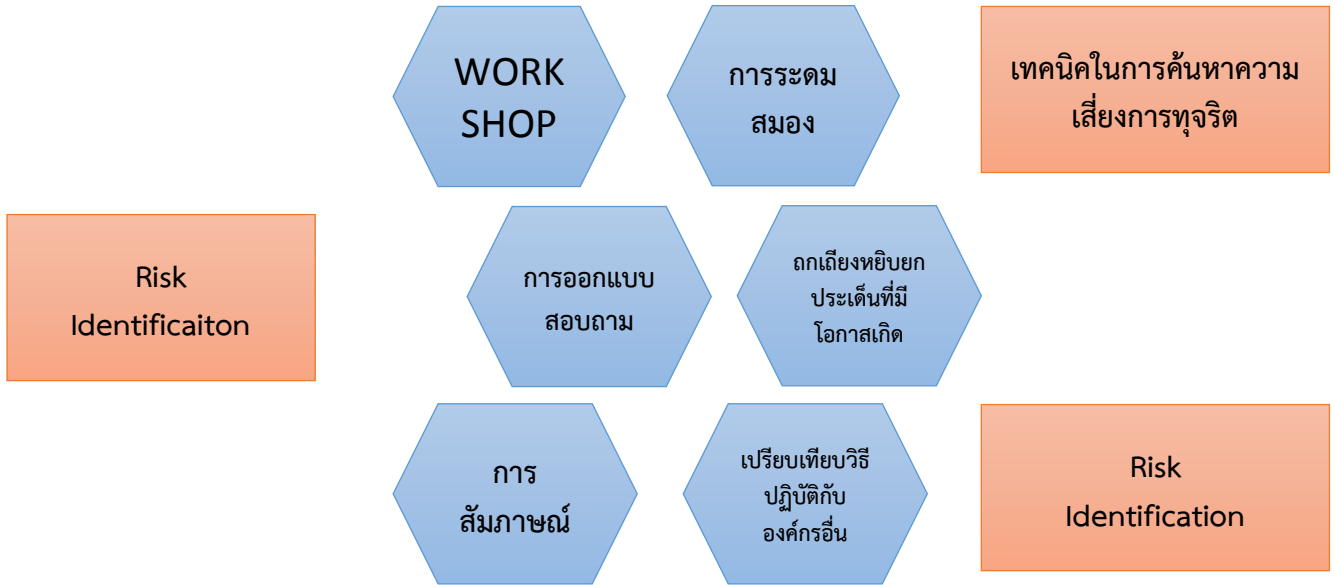 WORK
SHOP
การระดม
สมอง
เทคนิคในการค้นหาความ
เสี่ยงการทุจริต
Risk
Identificaiton
การออกแบบ
สอบถาม
ถกเถียงหยิบยก
ประเด็นที่มี
โอกาสเกิด
การ
สัมภาษณ์
เปรียบเทียบวิธี
ปฏิบัติกับ
องค์กรอื่น
Risk
Identification